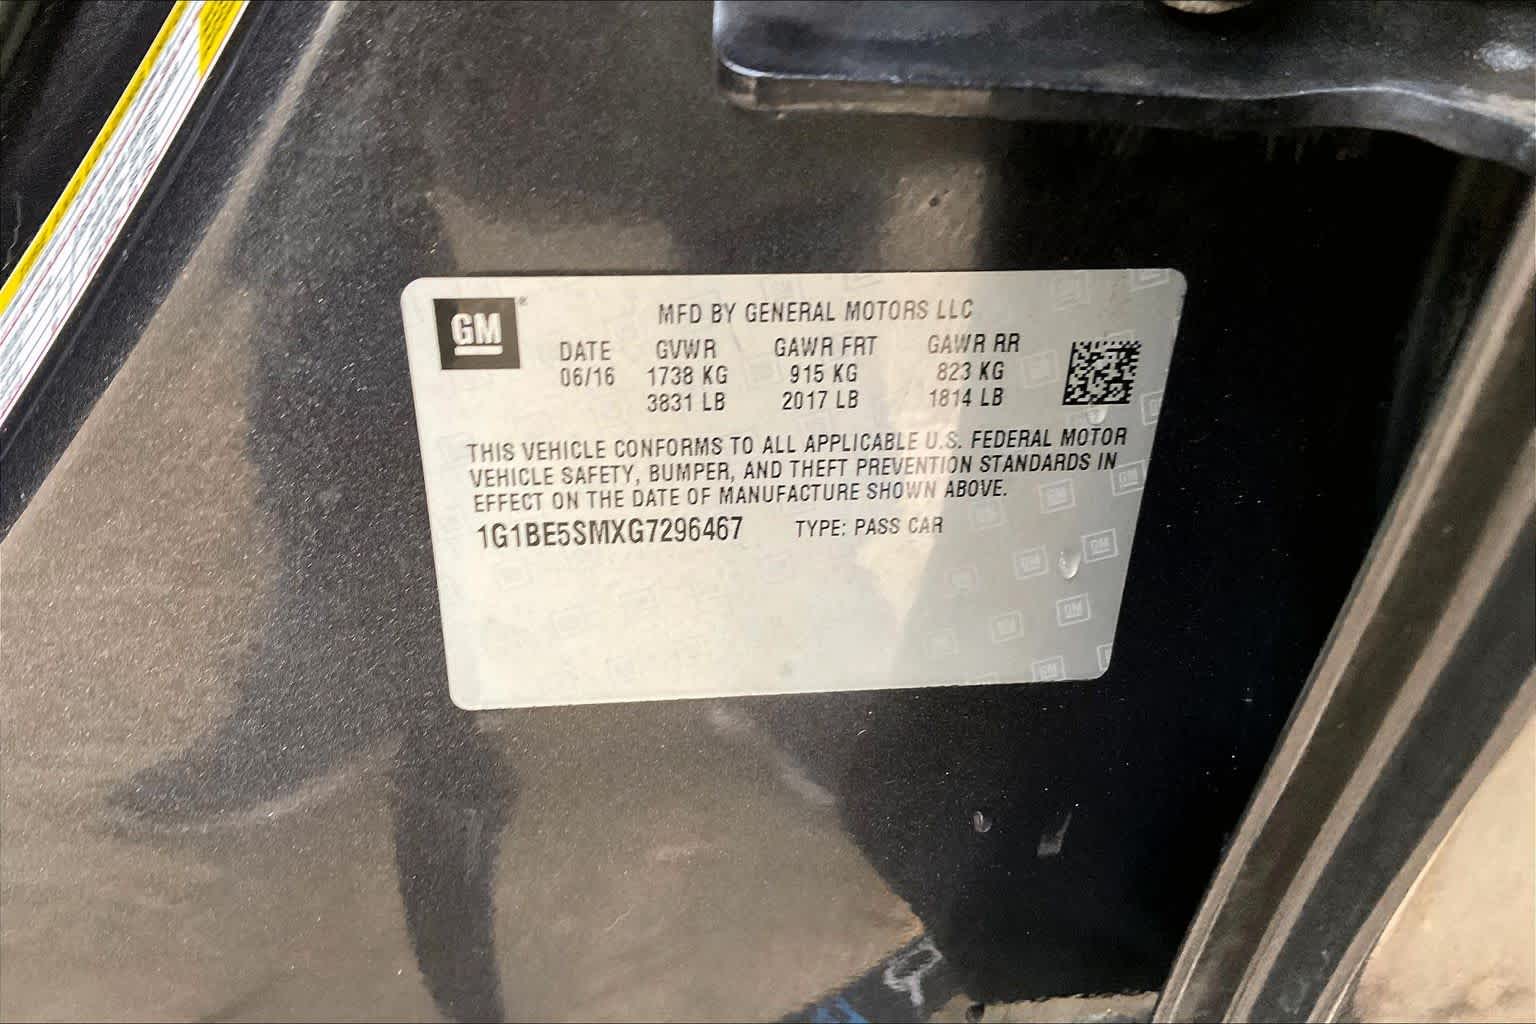 GM®
MFD BY GENERAL MOTORS LLC
DATE GVWR GAWR FRT GAWR RR
06/16 1738 KG 915 KG 823 KG
3831 LB 2017 LB 1814 LB
THIS VEHICLE CONFORMS TO ALL APPLICABLE U.S. FEDERAL MOTOR
VEHICLE SAFETY, BUMPER, AND THEFT PREVENTION STANDARDS IN
EFFECT ON THE DATE OF MANUFACTURE SHOWN ABOVE.
1G1BE5SMXG7296467 TYPE: PASS CAR